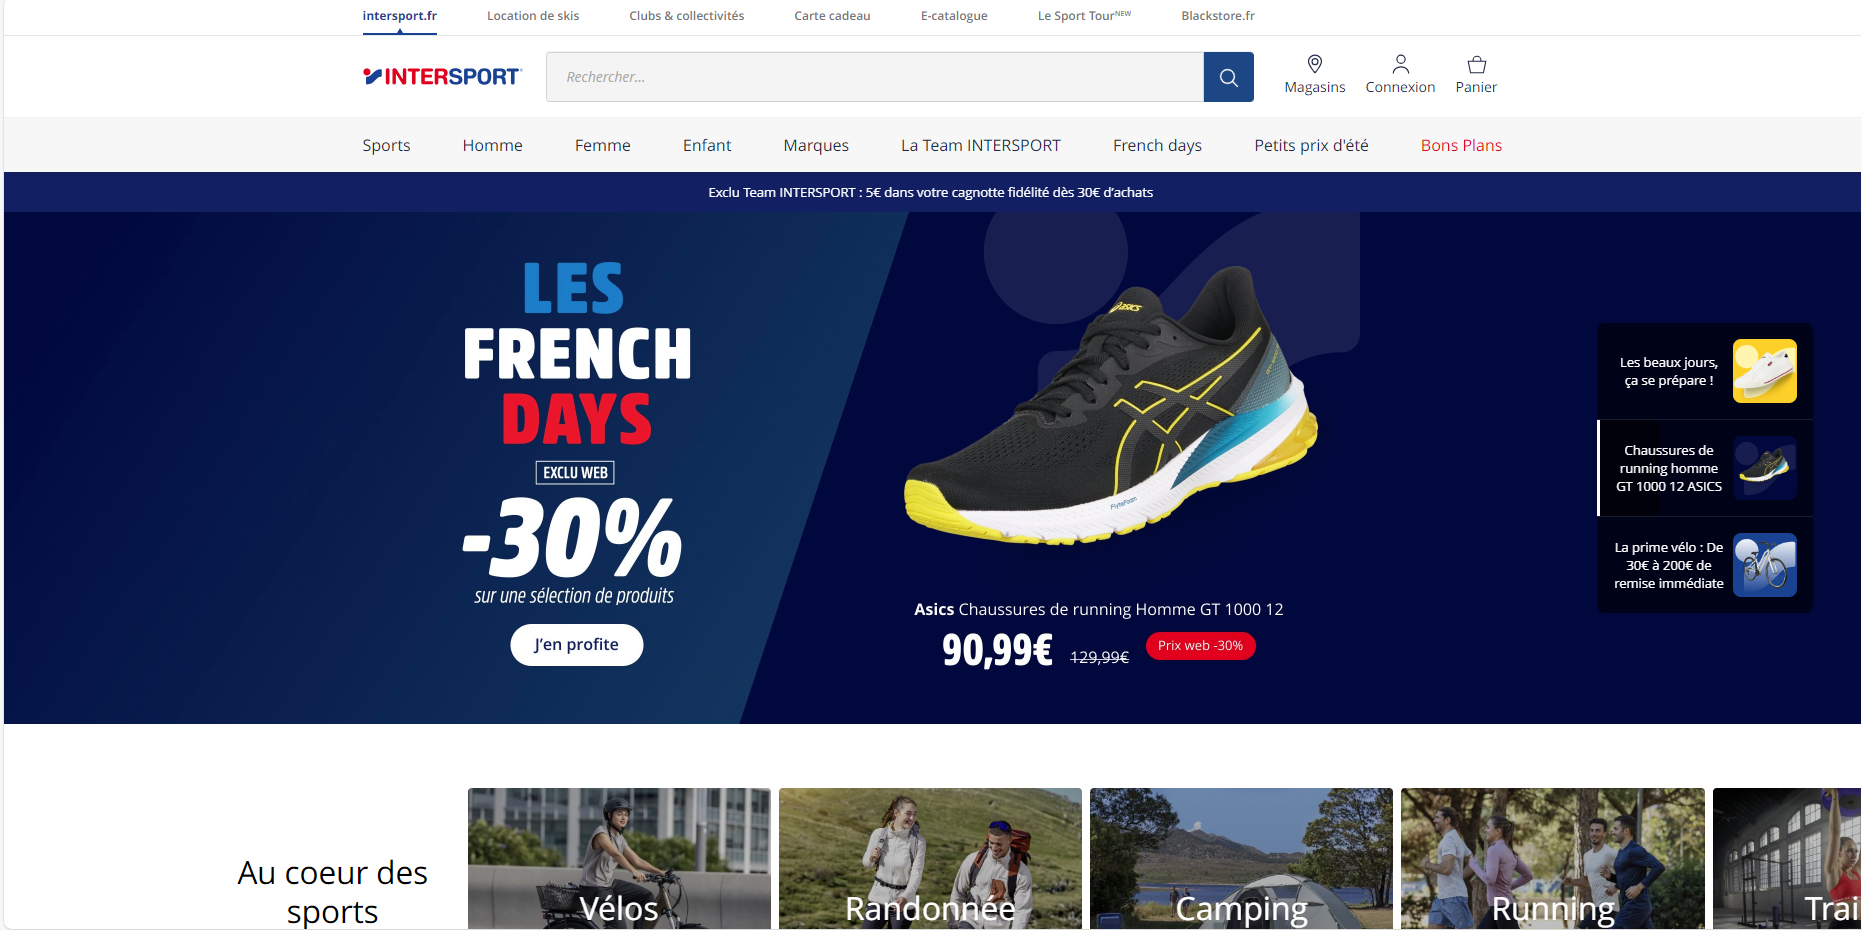 intersport.fr
Location de skis
Clubs & collectivités
Carte cadeau
E-catalogue
Le Sport TourNEW
Blackstore.fr
INTERSPORT
Rechercher...
Magasins
Connexion
Panier
Sports
Homme
Femme
Enfant
Marques
La Team INTERSPORT
French days
Petits prix d'été
Bons Plans
Exclu Team INTERSPORT : 5€ dans votre cagnotte fidélité dès 30€ d’achats
LES
FRENCH
DAYS
EXCLU WEB
-30%
sur une sélection de produits
J’en profite
asics
FlyteFoam
Asics Chaussures de running Homme GT 1000 12
90,99€
129,99€
Prix web -30%
Les beaux jours,
ça se prépare !
Chaussures de
running homme
GT 1000 12 ASICS
La prime vélo : De
30€ à 200€ de
remise immédiate
Au coeur des
sports
Vélos
Randonnée
Camping
Running
Trai